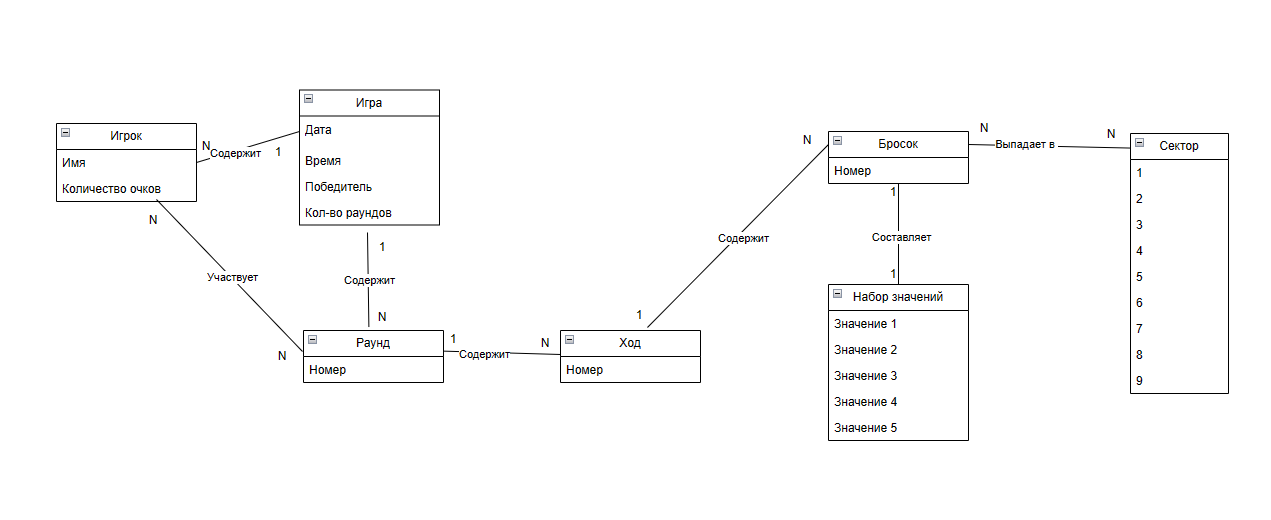 Игрок
Имя
Количество очков
N
Содержит
1
Игра
Дата
Время
Победитель
Кол-во раундов
N
Участвует
N
1
Содержит
N
Раунд
Номер
1
Содержит
N
Ход
Номер
1
Содержит
N
Бросок
Номер
N
Выпадает в
N
Сектор
1
2
3
4
5
6
7
8
9
1
Составляет
1
Набор значений
Значение 1
Значение 2
Значение 3
Значение 4
Значение 5